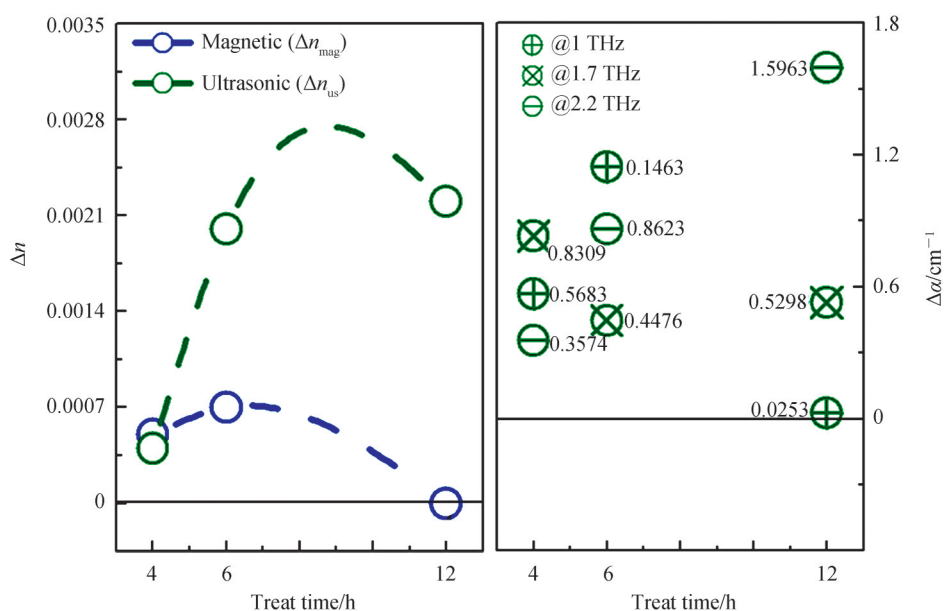 0.0035
0.0028
0.0021
0.0014
0.0007
0
Δn
Magnetic (Δnmag)
Ultrasonic (Δnus)
4
6
12
Treat time/h
@1 THz
@1.7 THz
@2.2 THz
1.5963
0.1463
0.8623
0.8309
0.5683
0.4476
0.5298
0.3574
0.0253
4
6
12
Treat time/h
1.8
1.2
0.6
0
Δα/cm⁻¹